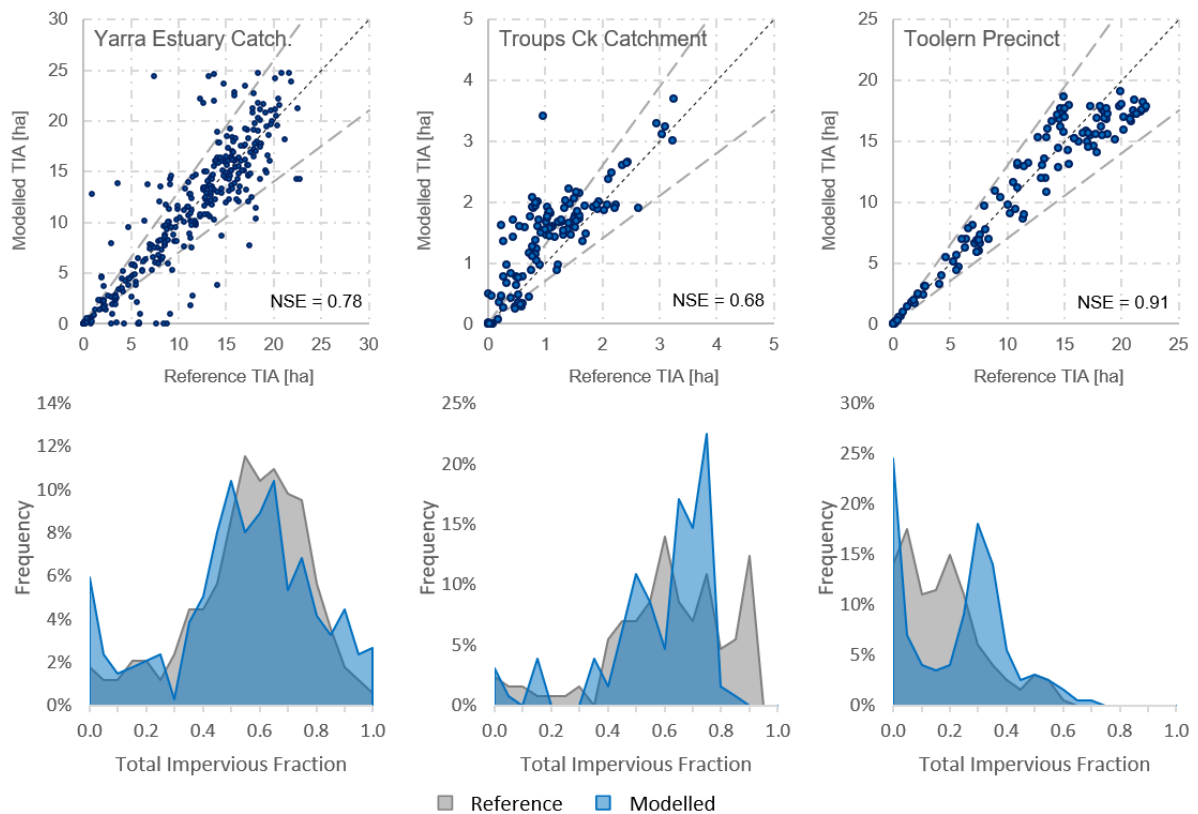 Yarra Estuary Catch.
30
25
20
15
10
5
0
Modelled TIA [ha]
NSE = 0.78
0 5 10 15 20 25 30
Reference TIA [ha]
Troups Ck Catchment
5
4
3
2
1
0
Modelled TIA [ha]
NSE = 0.68
0 1 2 3 4 5
Reference TIA [ha]
Toolern Precinct
25
20
15
10
5
0
Modelled TIA [ha]
NSE = 0.91
0 5 10 15 20 25
Reference TIA [ha]
14%
12%
10%
8%
6%
4%
2%
0%
Frequency
0.0 0.2 0.4 0.6 0.8 1.0
Total Impervious Fraction
25%
20%
15%
10%
5%
0%
Frequency
0.0 0.2 0.4 0.6 0.8 1.0
Total Impervious Fraction
30%
25%
20%
15%
10%
5%
0%
Frequency
0.0 0.2 0.4 0.6 0.8 1.0
Total Impervious Fraction
Reference Modelled